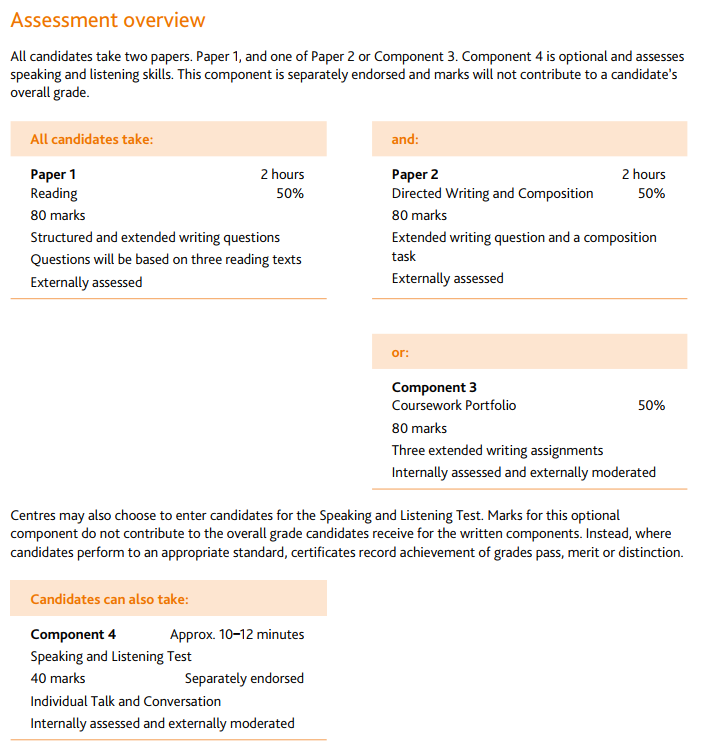 Assessment overview
All candidates take two papers. Paper 1, and one of Paper 2 or Component 3. Component 4 is optional and assesses
speaking and listening skills. This component is separately endorsed and marks will not contribute to a candidate's
overall grade.
All candidates take:
Paper 1 2 hours
Reading 50%
80 marks
Structured and extended writing questions
Questions will be based on three reading texts
Externally assessed
and:
Paper 2 2 hours
Directed Writing and Composition 50%
80 marks
Extended writing question and a composition
task
Externally assessed
or:
Component 3
Coursework Portfolio 50%
80 marks
Three extended writing assignments
Internally assessed and externally moderated
Centres may also choose to enter candidates for the Speaking and Listening Test. Marks for this optional
component do not contribute to the overall grade candidates receive for the written components. Instead, where
candidates perform to an appropriate standard, certificates record achievement of grades pass, merit or distinction.
Candidates can also take:
Component 4 Approx. 10–12 minutes
Speaking and Listening Test
40 marks Separately endorsed
Individual Talk and Conversation
Internally assessed and externally moderated